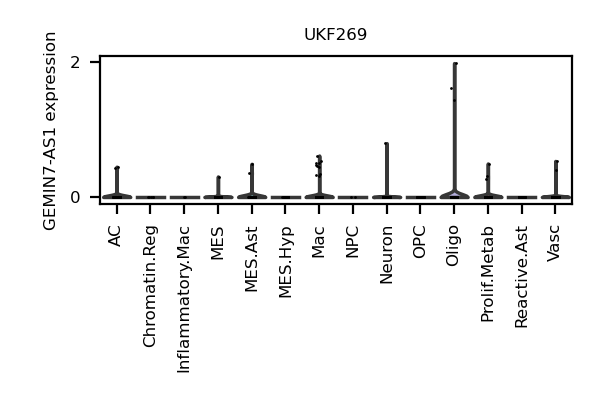 UKF269
GEMIN7-AS1 expression
2
0
AC
Chromatin.Reg
Inflammatory.Mac
MES
MES.Ast
MES.Hyp
Mac
NPC
Neuron
OPC
Oligo
Prolif.Metab
Reactive.Ast
Vasc